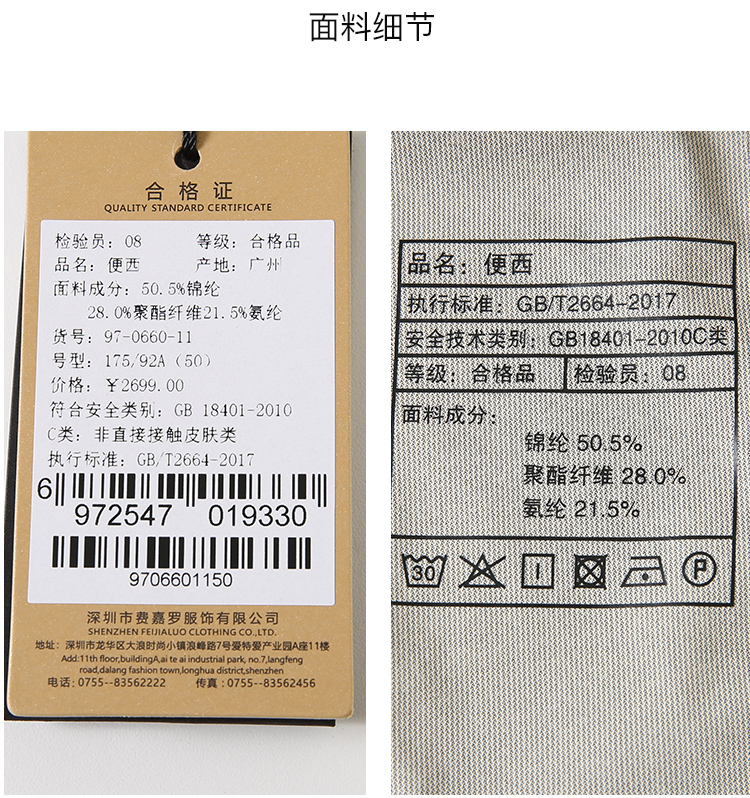 面料细节
合格证
QUALITY STANDARD CERTIFICATE
检验员：08 等级：合格品
品名：便西 产地：广州
面料成分：50.5%锦纶
28.0%聚酯纤维21.5%氨纶
货号：97-0660-11
号型：175/92A（50）
价格：￥2699.00
符合安全类别：GB 18401-2010
C类：非直接接触皮肤类
执行标准：GB/T2664-2017
6 972547 019330
9706601150
深圳市费嘉罗服饰有限公司
SHENZHEN FEIJIALUO CLOTHING CO.,LTD.
地址：深圳市龙华区大浪时尚小镇浪峰路7号爱特爱产业园A座11楼
Add:11th floor,buildingA,ai te ai industrial park, no.7,langfeng
road,dalang fashion town,longhua district,shenzhen
电话：0755--83562222 传真：0755--83562456
品名：便西
执行标准：GB/T2664-2017
安全技术类别：GB18401-2010C类
等级：合格品 检验员：08
面料成分：
锦纶 50.5%
聚酯纤维 28.0%
氨纶 21.5%
30 P